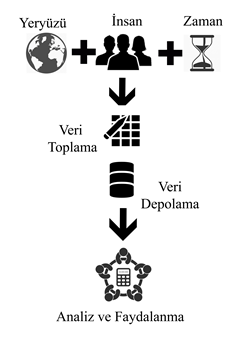 Yeryüzü İnsan Zaman
Veri
Toplama
Veri
Depolama
Analiz ve Faydalanma